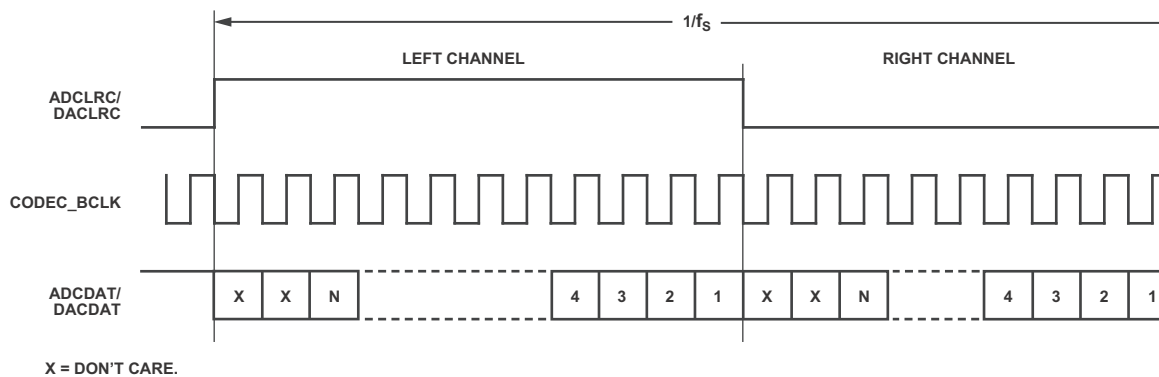 1/fS
LEFT CHANNEL RIGHT CHANNEL
ADCLRC/
DACLRC
CODEC_BCLK
ADCDAT/
DACDAT
X X N 4 3 2 1 X X N 4 3 2 1
X = DON'T CARE.